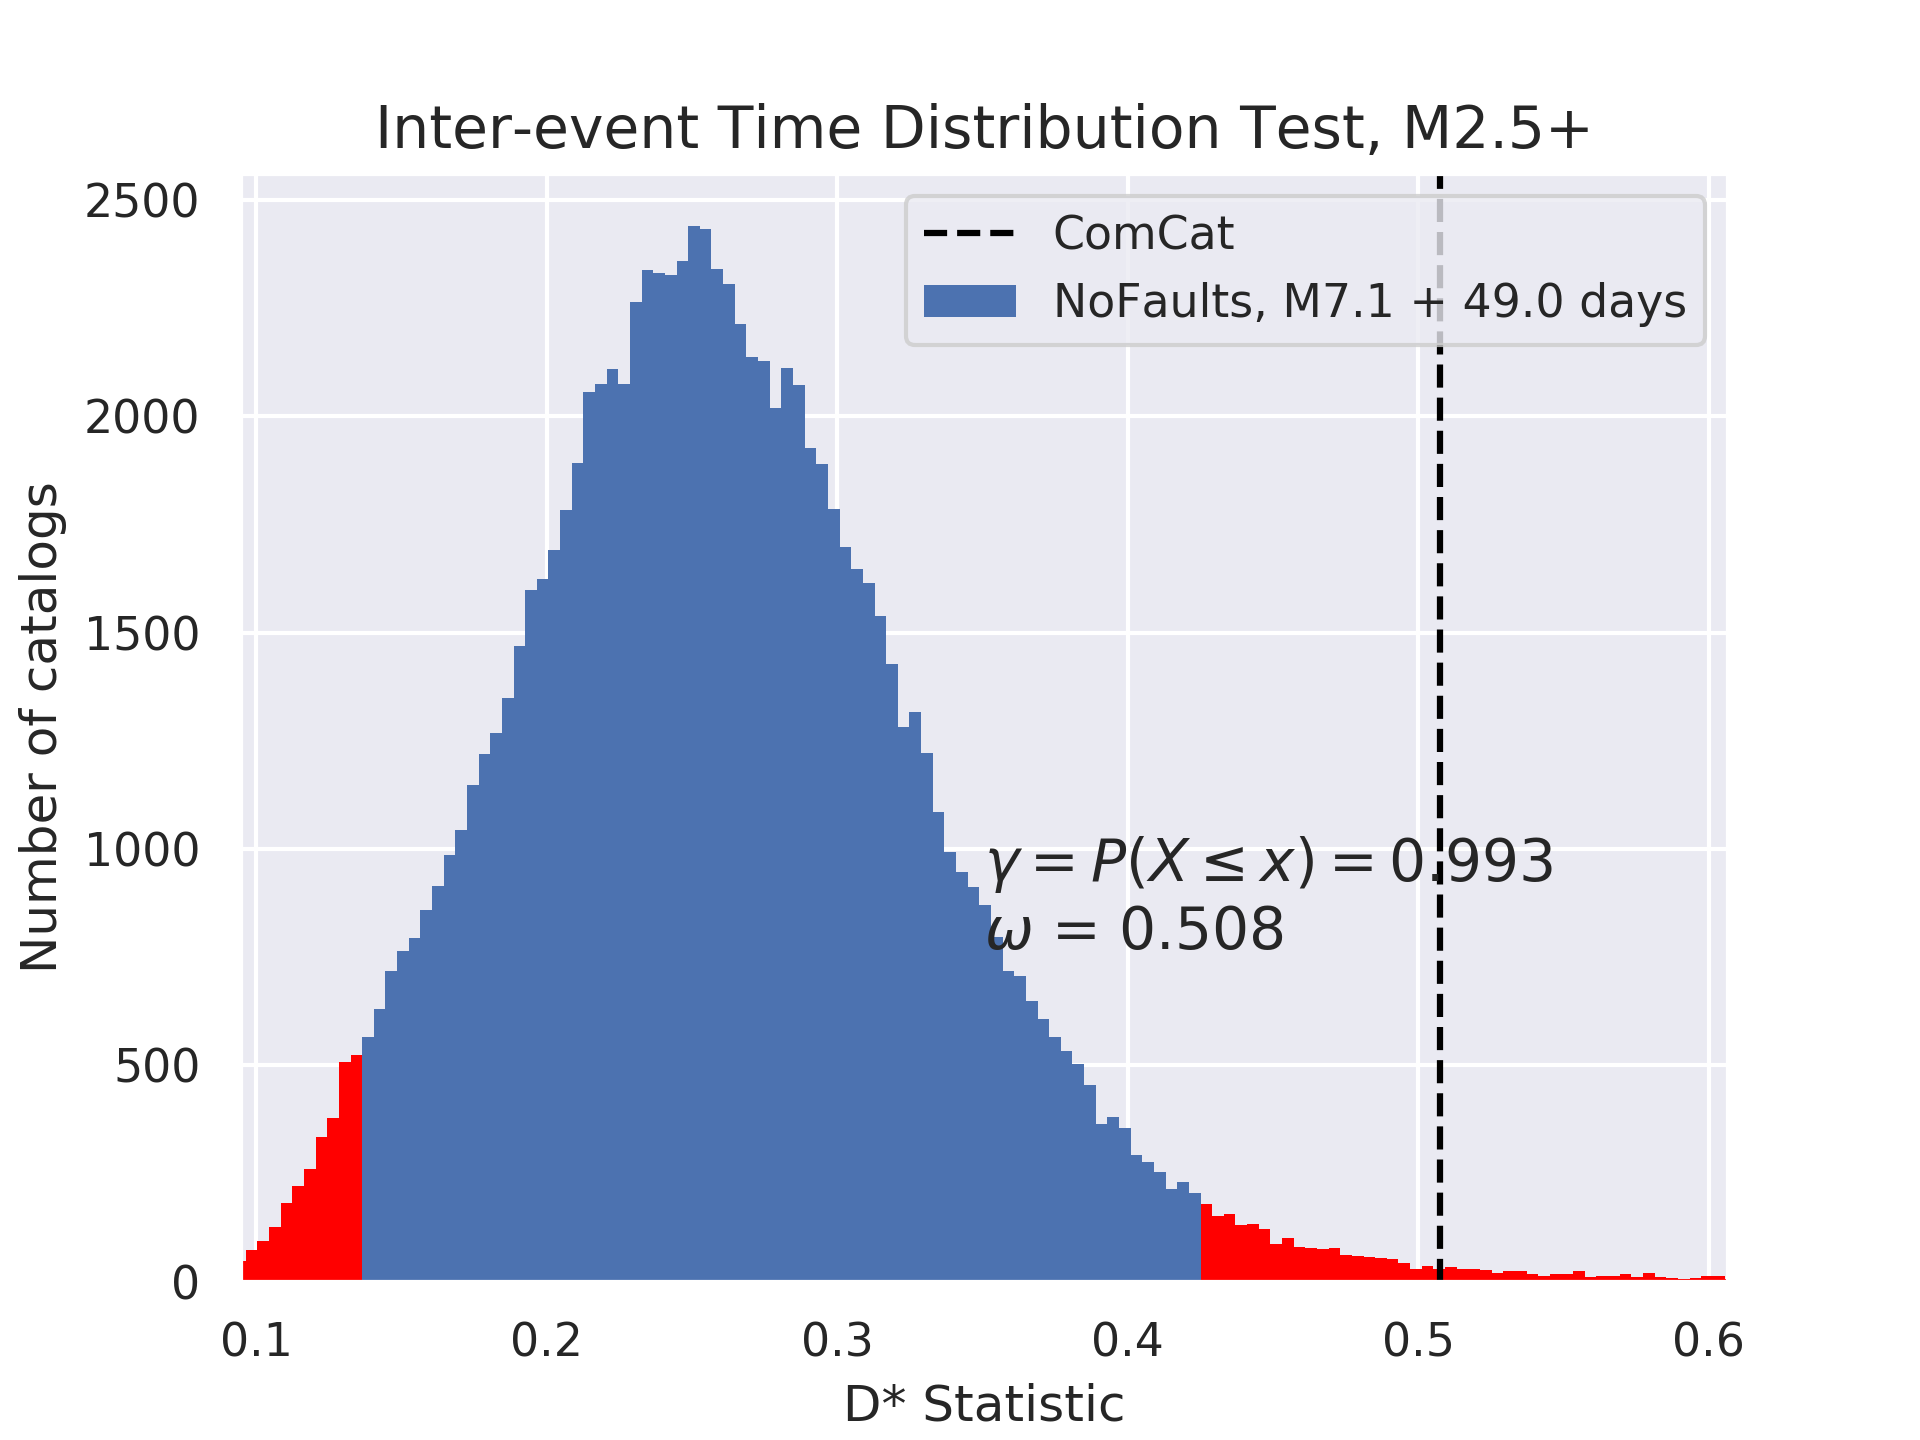 Inter-event Time Distribution Test, M2.5+
ComCat
NoFaults, M7.1 + 49.0 days
2500
2000
1500
1000
500
0
Number of catalogs
γ = P(X ≤ x) = 0.993
ω = 0.508
0.1 0.2 0.3 0.4 0.5 0.6
D* Statistic